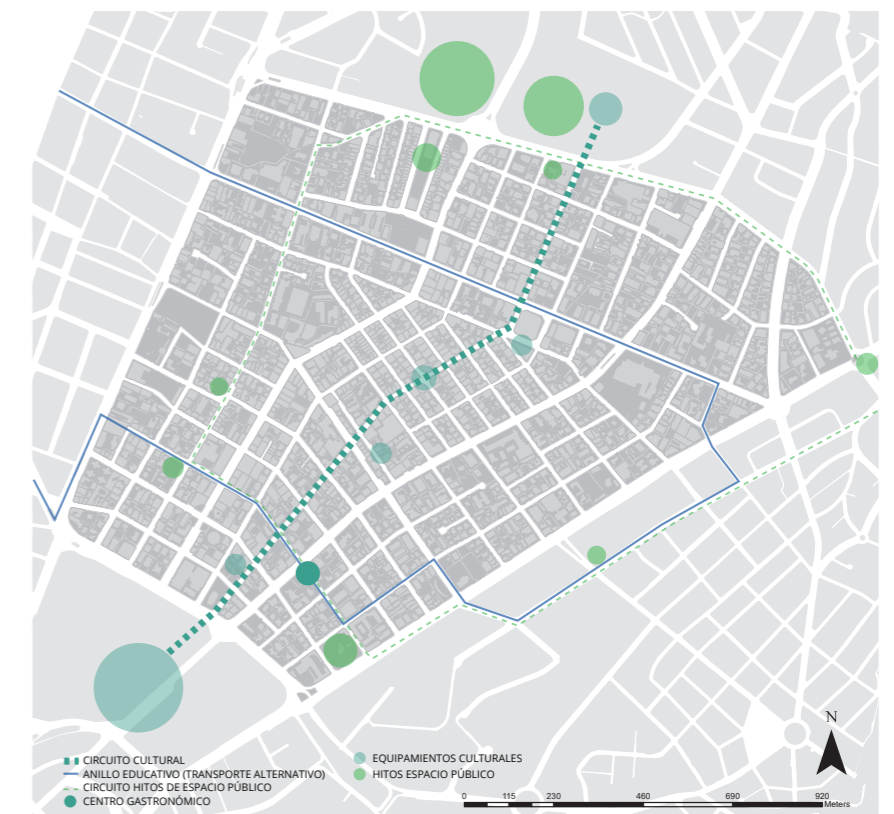 N
CIRCUITO CULTURAL
ANILLO EDUCATIVO (TRANSPORTE ALTERNATIVO)
CIRCUITO HITOS DE ESPACIO PÚBLICO
CENTRO GASTRONÓMICO
EQUIPAMIENTOS CULTURALES
HITOS ESPACIO PÚBLICO
0 115 230 460 690 920
Meters